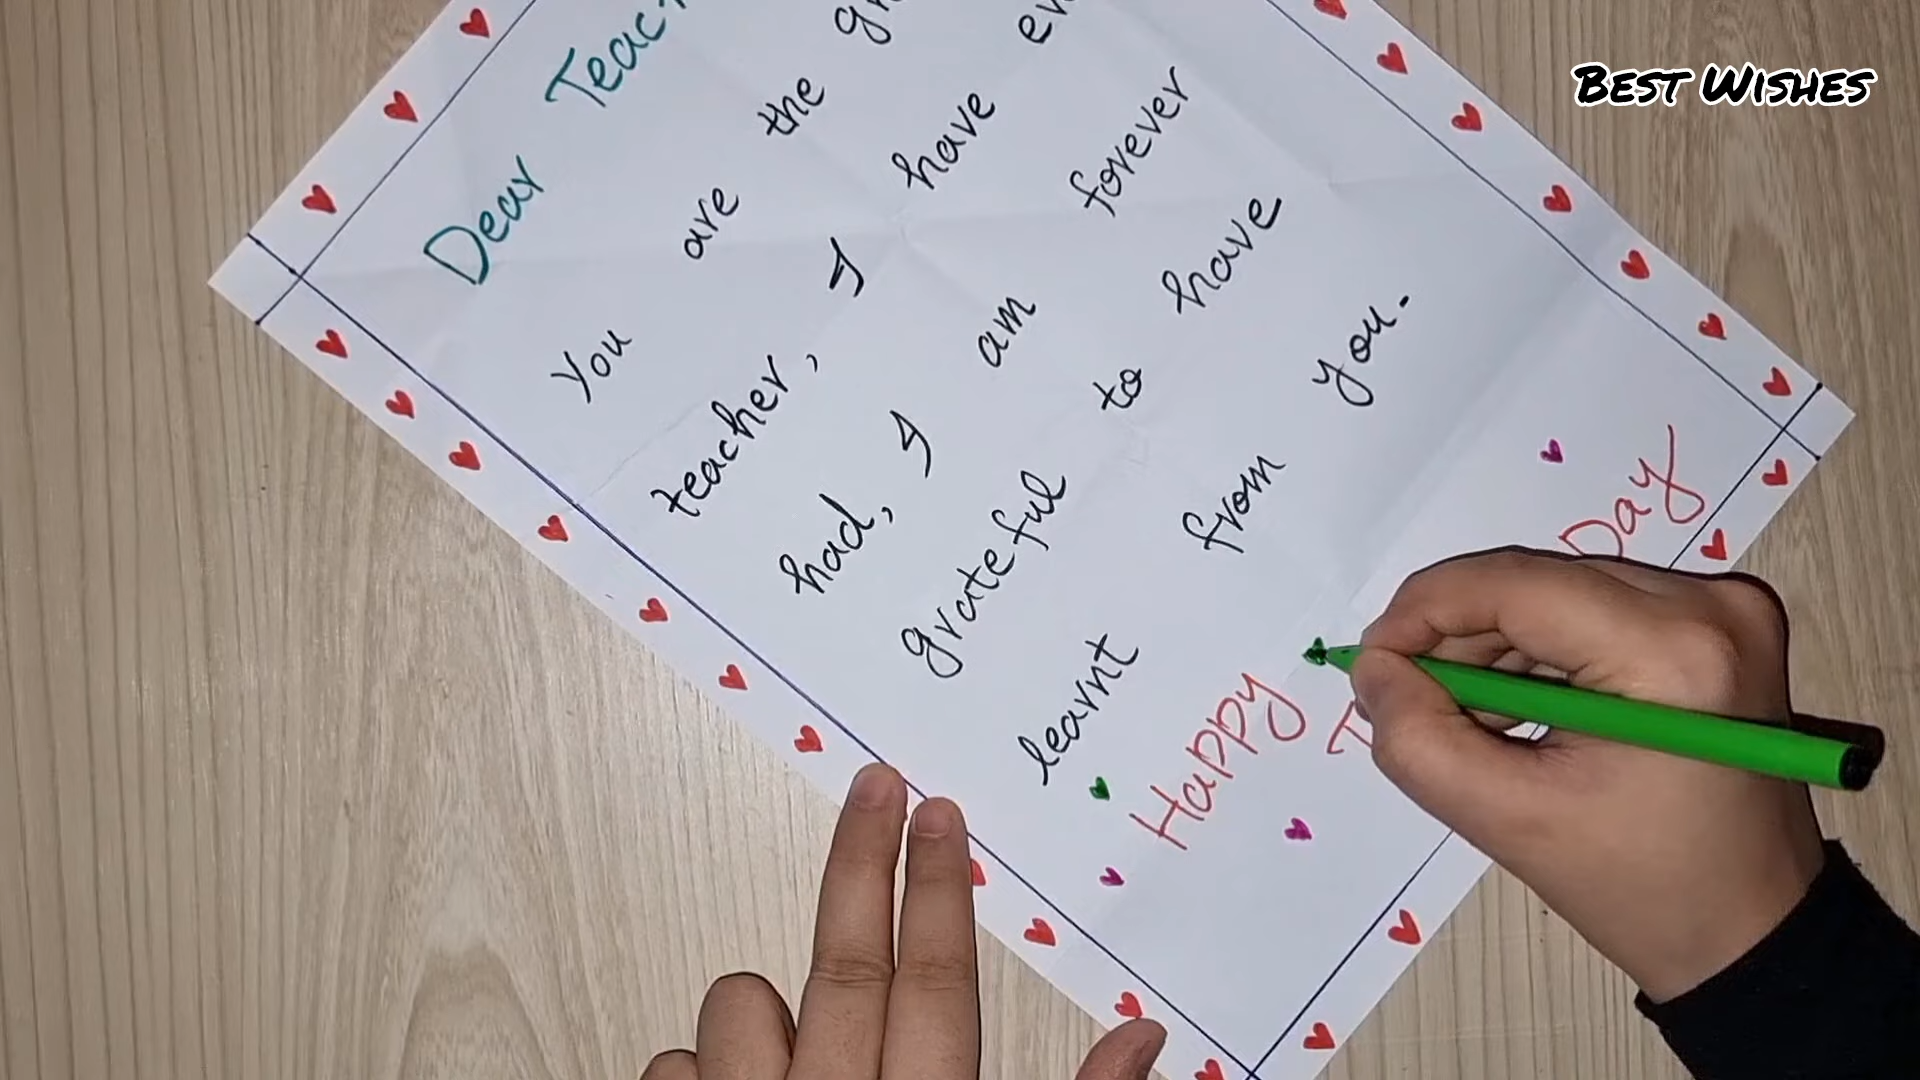 BEST WISHES
Dear
You are the
teacher, I have
had, I am forever
grateful to have
learnt from you.
Happy
Day